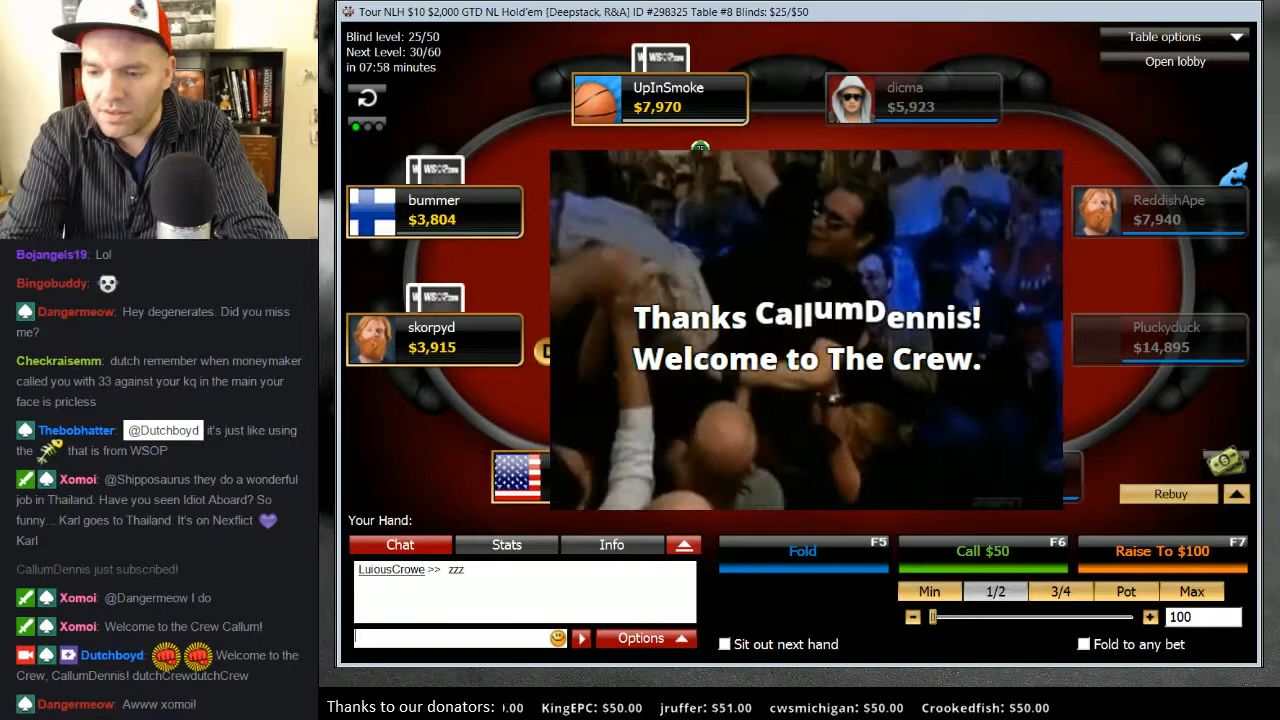 Tour NLH $10 $2,000 GTD NL Hold'em [Deepstack, R&A] ID #298325 Table #8 Blinds: $25/$50
Blind level: 25/50
Next Level: 30/60
in 07:58 minutes
Table options
Open lobby
UpInSmoke
$7,970
dicma
$5,923
bummer
$3,804
ReddishApe
$7,940
skorpyd
$3,915
Pluckyduck
$14,895
Thanks CallumDennis!
Welcome to The Crew.
Rebuy
Your Hand:
Chat
Stats
Info
LuiousCrowe >> zzz
Options
Fold
F5
Call $50
F6
Raise To $100
F7
Min
1/2
3/4
Pot
Max
100
Sit out next hand
Fold to any bet
Bojangels19: Lol
Bingobuddy:
Dangermeow: Hey degenerates. Did you miss
me?
Checkraisemm: dutch remember when moneymaker
called you with 33 against your kq in the main your
face is priceless
Thebobhatter: @Dutchboyd it's just like using
the that is from WSOP
Xomoi: @Shipposaurus they do a wonderful
job in Thailand. Have you seen Idiot Aboard? So
funny... Karl goes to Thailand. It's on Nexflict
Karl
CallumDennis just subscribed!
Xomoi: @Dangermeow I do
Xomoi: Welcome to the Crew Callum!
Dutchboyd: Welcome to the
Crew, CallumDennis! dutchCrewdutchCrew
Dangermeow: Awww xomoi!
Thanks to our donators: .00 KingEPC: $50.00 jruffer: $51.00 cwsmichigan: $50.00 Crookedfish: $50.00